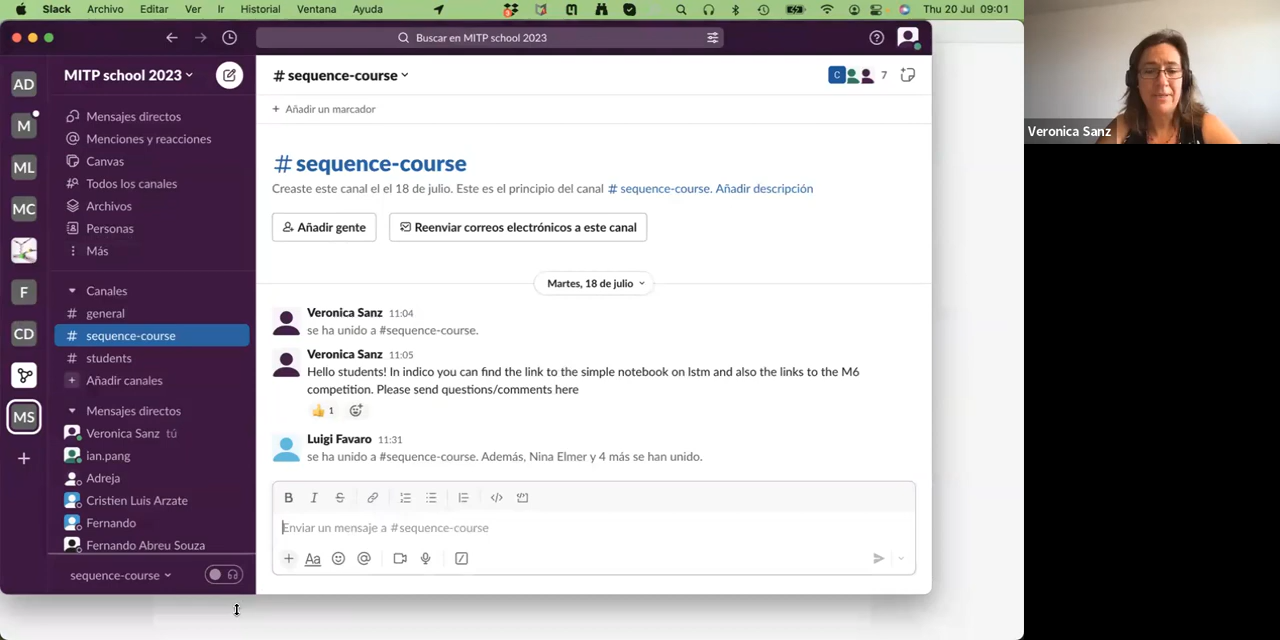 Slack Archivo Editar Ver Ir Historial Ventana Ayuda Thu 20 Jul 09:01
Buscar en MITP school 2023
AD
M
ML
MC
F
CD
MS
MITP school 2023
Mensajes directos
Menciones y reacciones
Canvas
Todos los canales
Archivos
Personas
Más
Canales
# general
# sequence-course
# students
+ Añadir canales
Mensajes directos
Veronica Sanz tú
ian.pang
Adreja
Cristien Luis Arzate
Fernando
Fernando Abreu Souza
sequence-course
# sequence-course
C 7
+ Añadir un marcador
# sequence-course
Creaste este canal el el 18 de julio. Este es el principio del canal # sequence-course. Añadir descripción
Añadir gente
Reenviar correos electrónicos a este canal
Martes, 18 de julio
Veronica Sanz 11:04
se ha unido a #sequence-course.
Veronica Sanz 11:05
Hello students! In indico you can find the link to the simple notebook on lstm and also the links to the M6
competition. Please send questions/comments here
👍 1
Luigi Favaro 11:31
se ha unido a #sequence-course. Además, Nina Elmer y 4 más se han unido.
B I S
Enviar un mensaje a #sequence-course
+ Aa @
Veronica Sanz